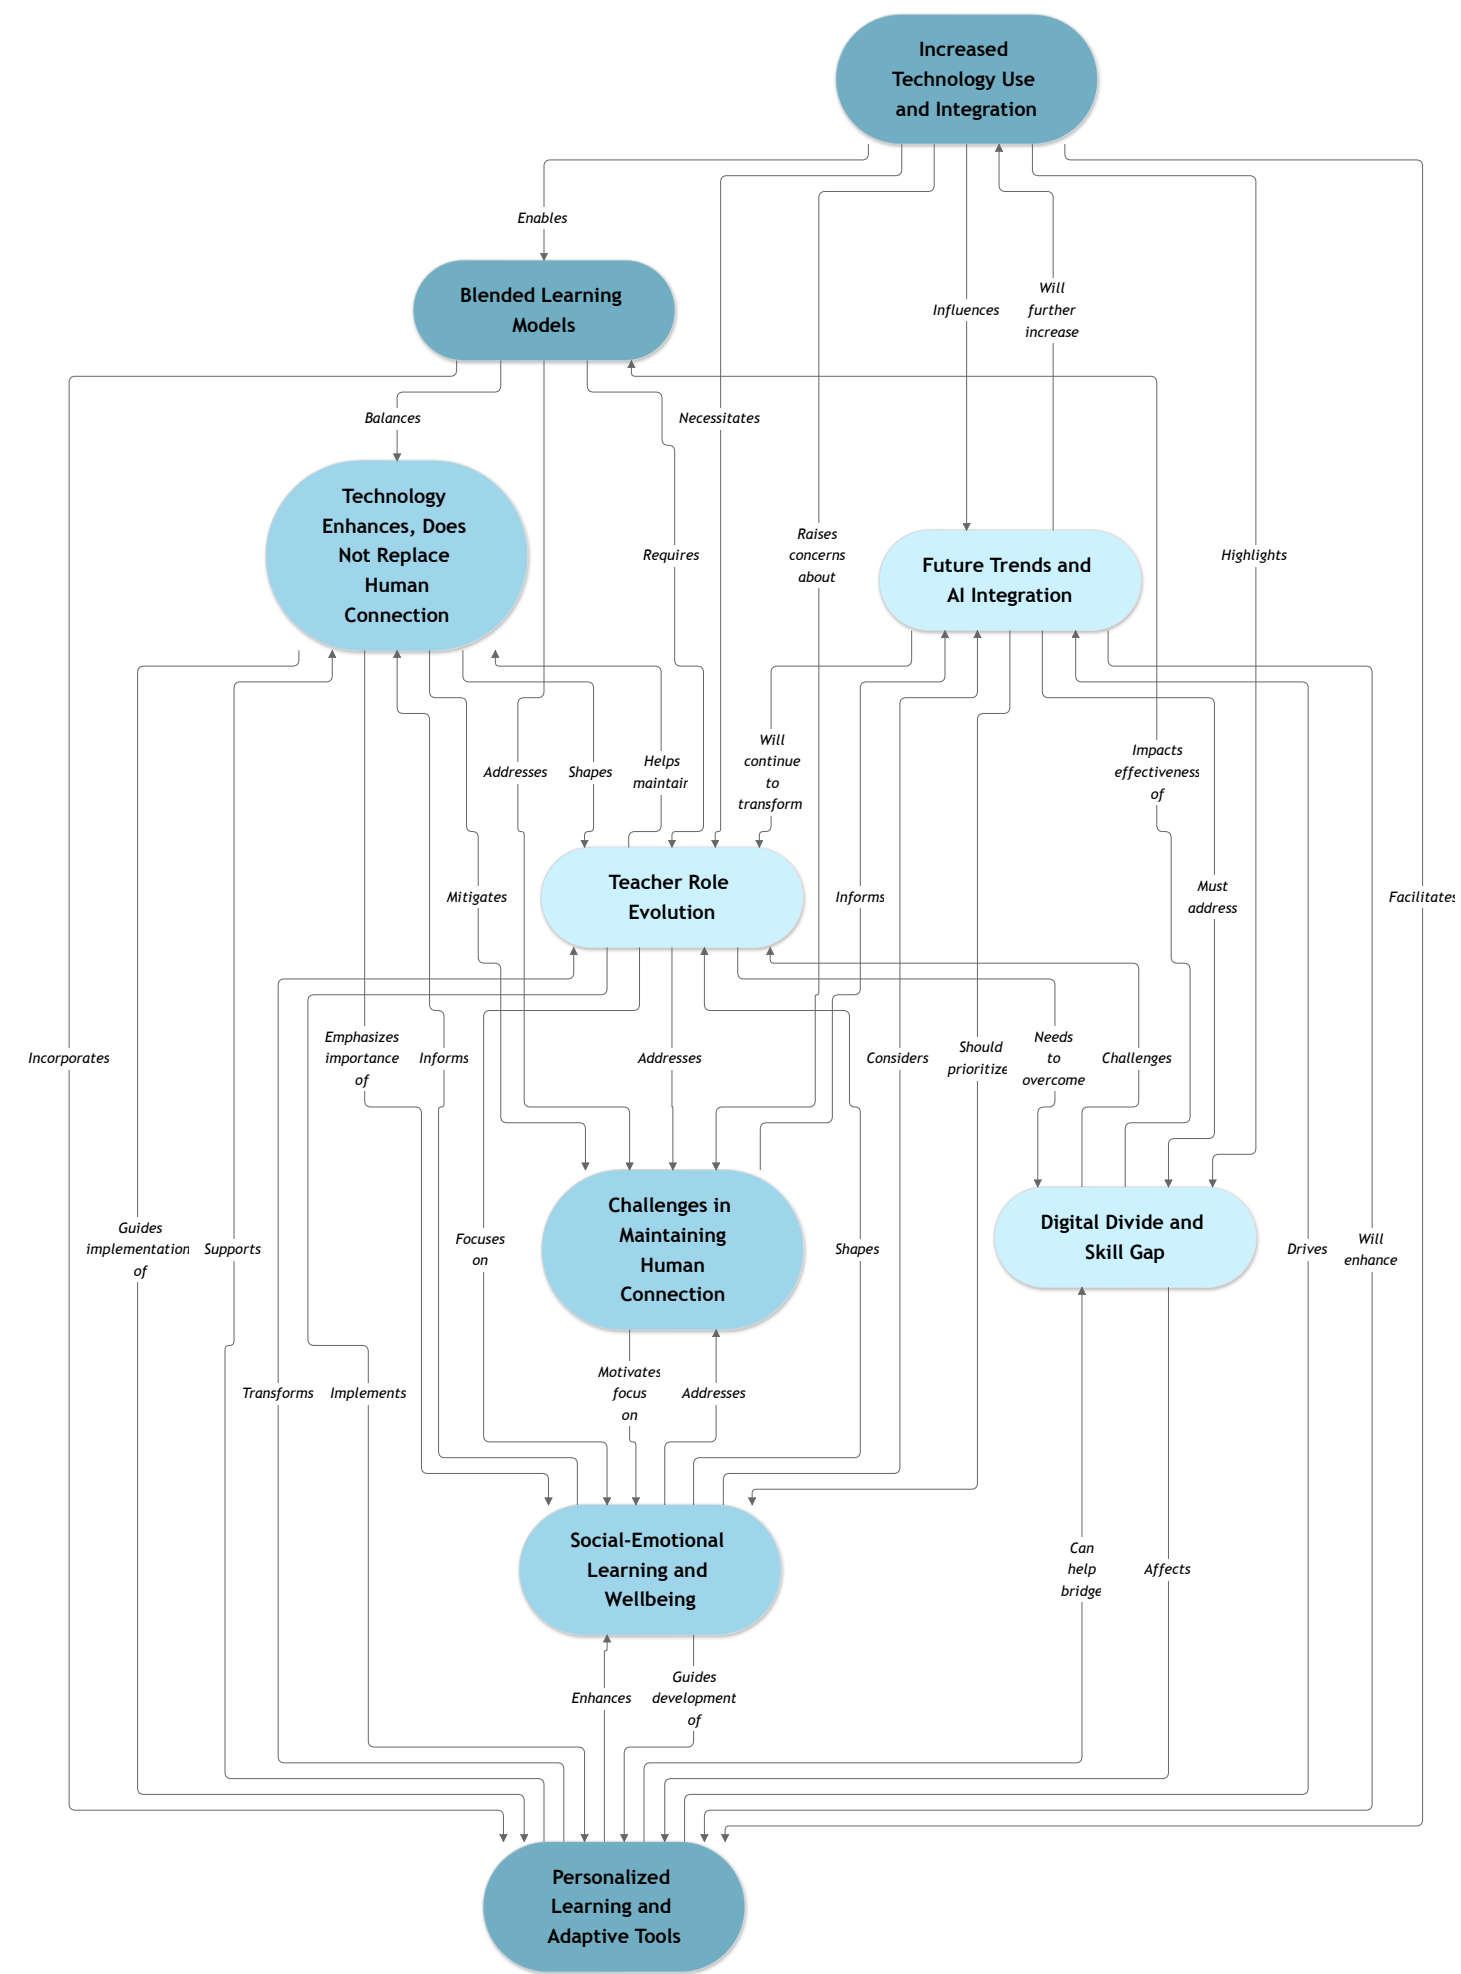 Increased
Technology Use
and Integration
Enables
Blended Learning
Models
Influences
Will
further
increase
Balances
Necessitates
Technology
Enhances, Does
Not Replace
Human
Connection
Requires
Raises
concerns
about
Future Trends and
AI Integration
Highlights
Addresses
Shapes
Helps
maintain
Will
continue
to
transform
Impacts
effectiveness
of
Mitigates
Teacher Role
Evolution
Informs
Must
address
Facilitates
Incorporates
Emphasizes
importance
of
Informs
Addresses
Considers
Should
prioritize
Needs
to
overcome
Challenges
Guides
implementation
of
Supports
Focuses
on
Challenges in
Maintaining
Human
Connection
Shapes
Digital Divide and
Skill Gap
Drives
Will
enhance
Transforms
Implements
Motivates
focus
on
Addresses
Social-Emotional
Learning and
Wellbeing
Can
help
bridge
Affects
Enhances
Guides
development
of
Personalized
Learning and
Adaptive Tools